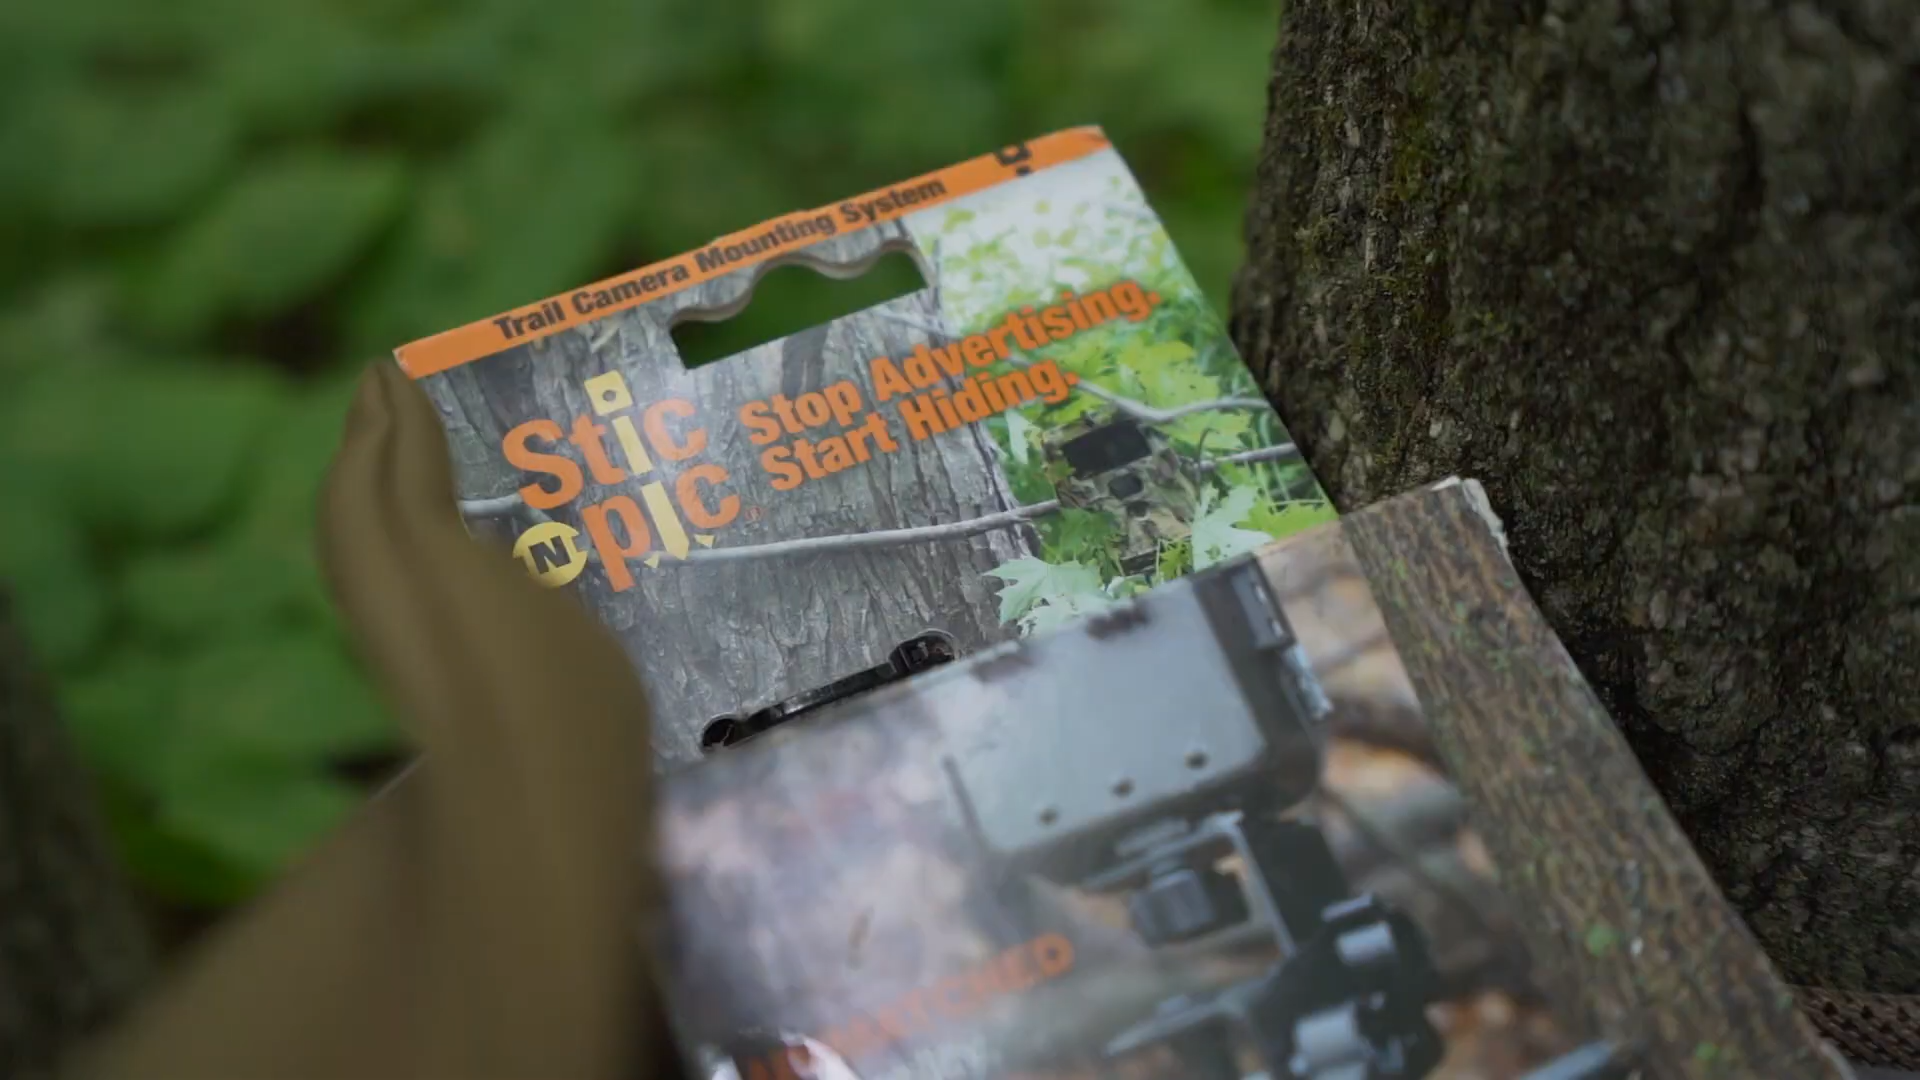 Trail Camera Mounting System
Stic
N pic
Stop Advertising.
Start Hiding.